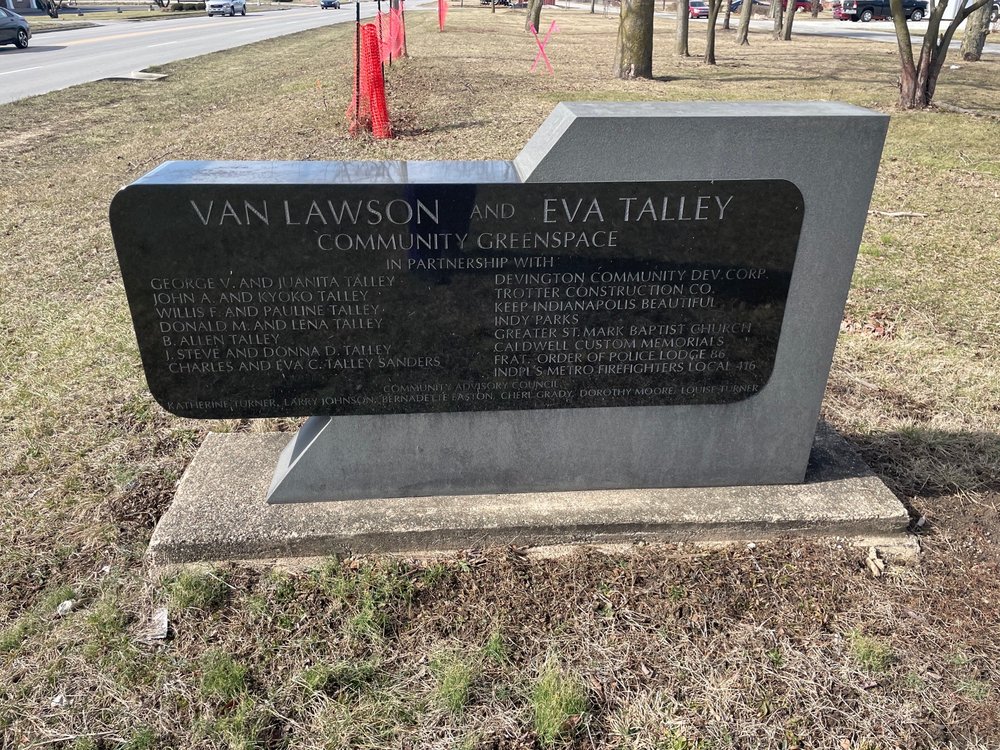 VAN LAWSON AND EVA TALLEY
COMMUNITY GREENSPACE
IN PARTNERSHIP WITH
GEORGE V. AND JUANITA TALLEY
JOHN A. AND KYOKO TALLEY
WILLIS F. AND PAULINE TALLEY
DONALD M. AND LENA TALLEY
B. ALLEN TALLEY
J. STEVE AND DONNA D. TALLEY
CHARLES AND EVA C. TALLEY SANDERS
DEVINGTON COMMUNITY DEV. CORP.
TROTTER CONSTRUCTION CO.
KEEP INDIANAPOLIS BEAUTIFUL
INDY PARKS
GREATER ST. MARK BAPTIST CHURCH
CALDWELL CUSTOM MEMORIALS
FRAT. ORDER OF POLICE LODGE 86
INDPL'S METRO FIREFIGHTERS LOCAL 416
COMMUNITY ADVISORY COUNCIL
KATHERINE TURNER, LARRY JOHNSON, BERNADETTE EASTON, CHERL GRADY, DOROTHY MOORE, LOUISE TURNER